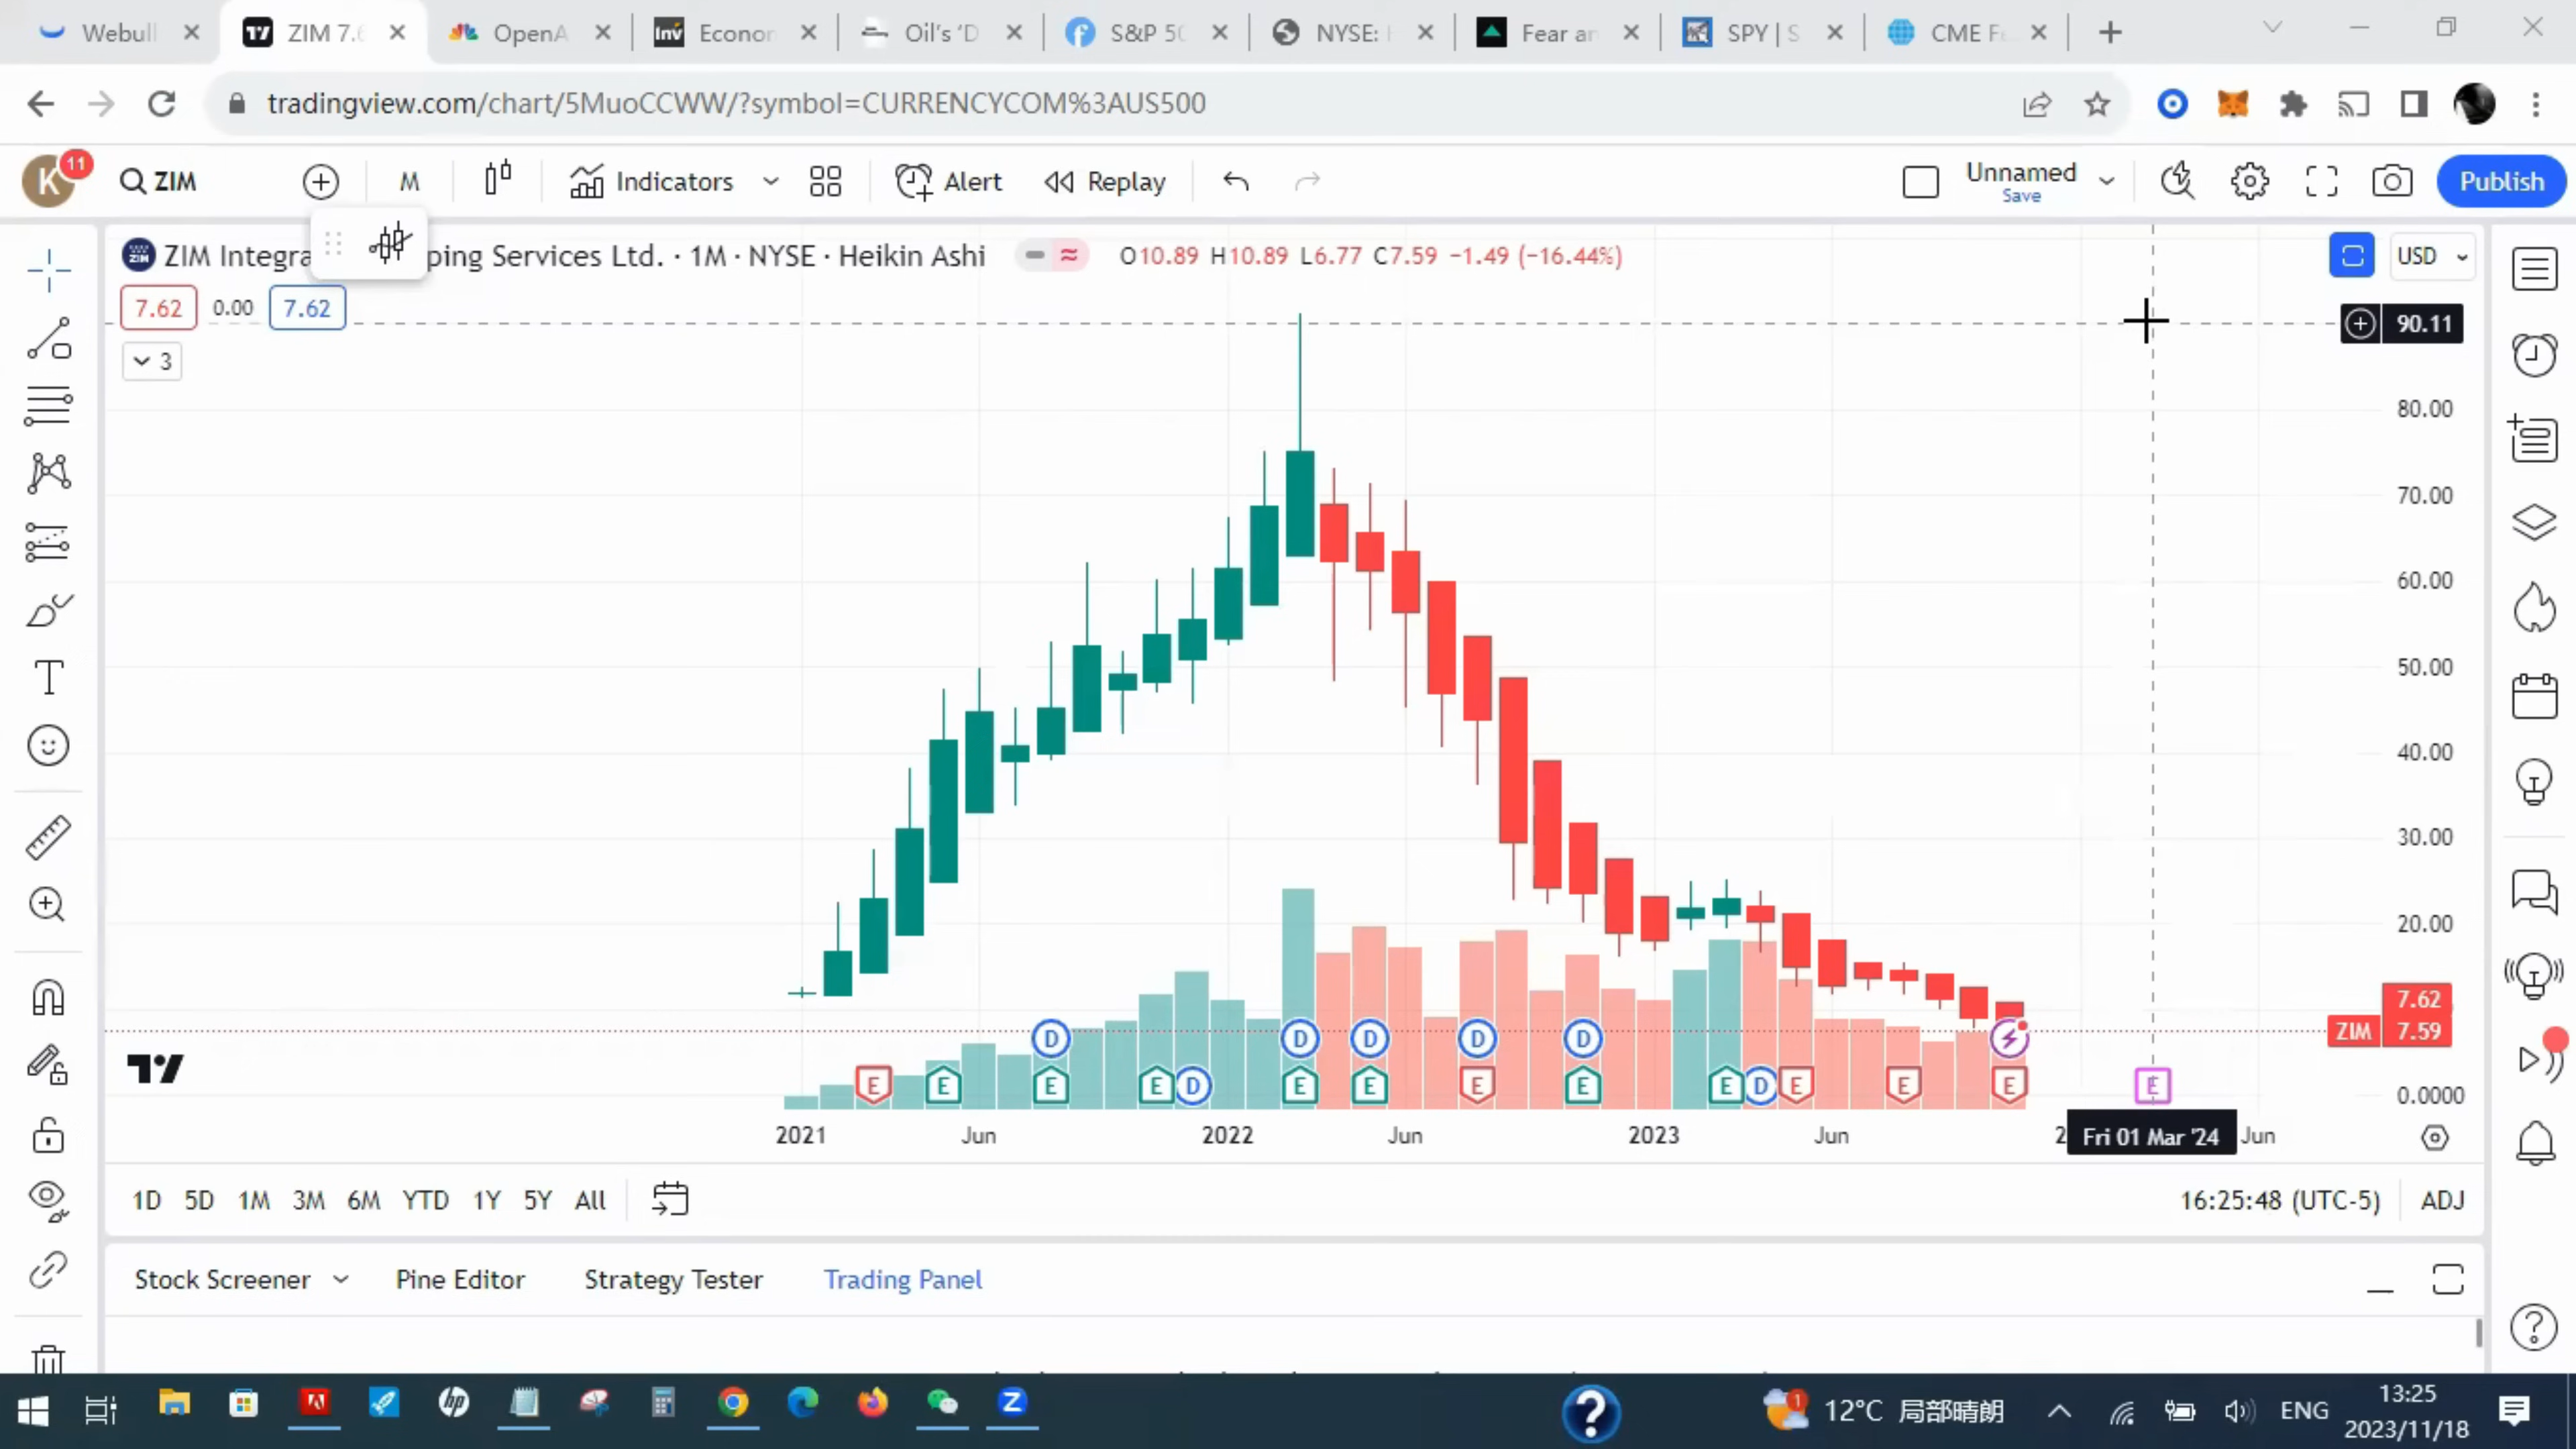 Webull
ZIM 7.6
OpenA
Econor
Oil's 'D
S&P 50
NYSE:
Fear an
SPY | S
CME Fe
tradingview.com/chart/5MuoCCWW/?symbol=CURRENCYCOM%3AUS500
K 11
ZIM
M
Indicators
Alert
Replay
Unnamed
Save
Publish
ZIM Integra ping Services Ltd. · 1M · NYSE · Heikin Ashi
O10.89 H10.89 L6.77 C7.59 −1.49 (−16.44%)
USD
7.62 0.00 7.62
90.11
3
80.00
70.00
60.00
50.00
40.00
30.00
20.00
7.62
ZIM 7.59
D D D D D
E E E E D E E E E E D E E E E
0.0000
2021 Jun 2022 Jun 2023 Jun 2 Fri 01 Mar '24 Jun
1D 5D 1M 3M 6M YTD 1Y 5Y All
16:25:48 (UTC-5) ADJ
Stock Screener Pine Editor Strategy Tester Trading Panel
12°C 局部晴朗
ENG
13:25
2023/11/18